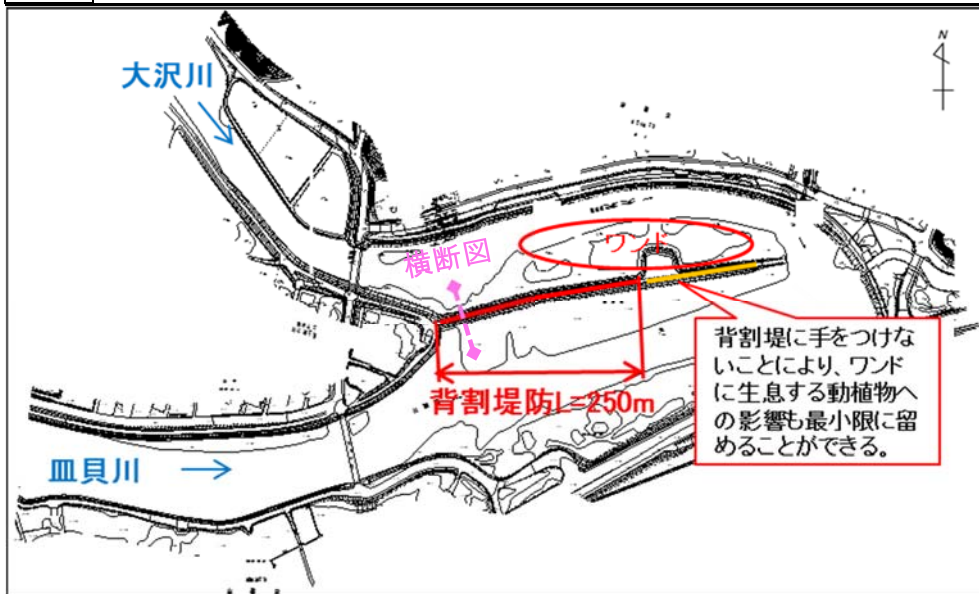 N
大沢川
ワンド
横断図
背割堤に手をつけな
いことにより、ワンド
に生息する動植物へ
の影響も最小限に留
めることができる。
背割堤防L=250m
皿貝川